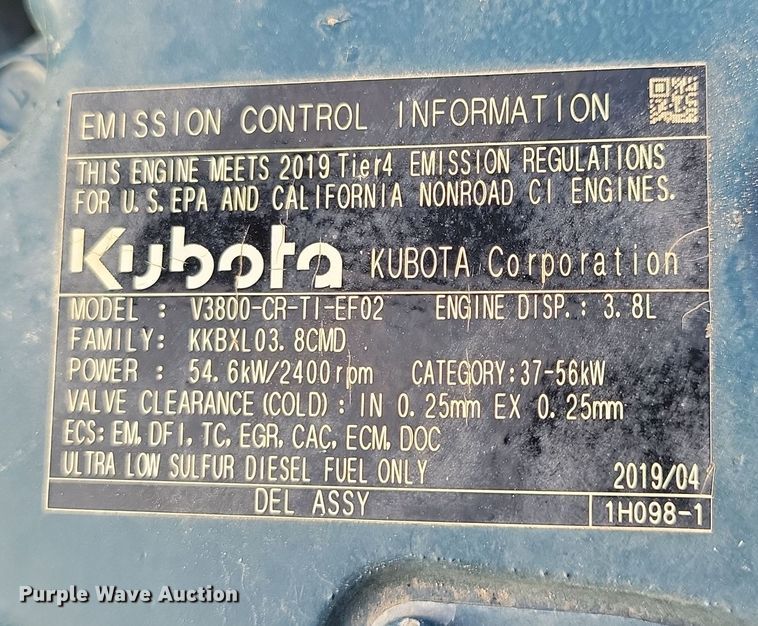 EMISSION CONTROL INFORMATION
THIS ENGINE MEETS 2019 Tier4 EMISSION REGULATIONS
FOR U.S.EPA AND CALIFORNIA NONROAD CI ENGINES.
Kubota KUBOTA Corporation
MODEL : V3800-CR-TI-EF02 ENGINE DISP.: 3.8L
FAMILY: KKBXL03.8CMD
POWER : 54.6kW/2400rpm CATEGORY:37-56kW
VALVE CLEARANCE(COLD): IN 0.25mm EX 0.25mm
ECS: EM, DFI, TC, EGR, CAC, ECM, DOC
ULTRA LOW SULFUR DIESEL FUEL ONLY 2019/04
DEL ASSY 1H098-1
Purple Wave Auction